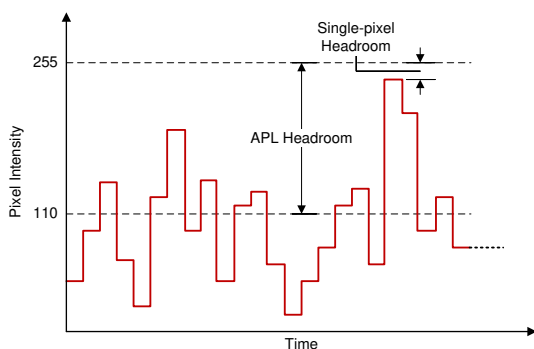 Single-pixel
Headroom
255
APL Headroom
110
Pixel Intensity
Time